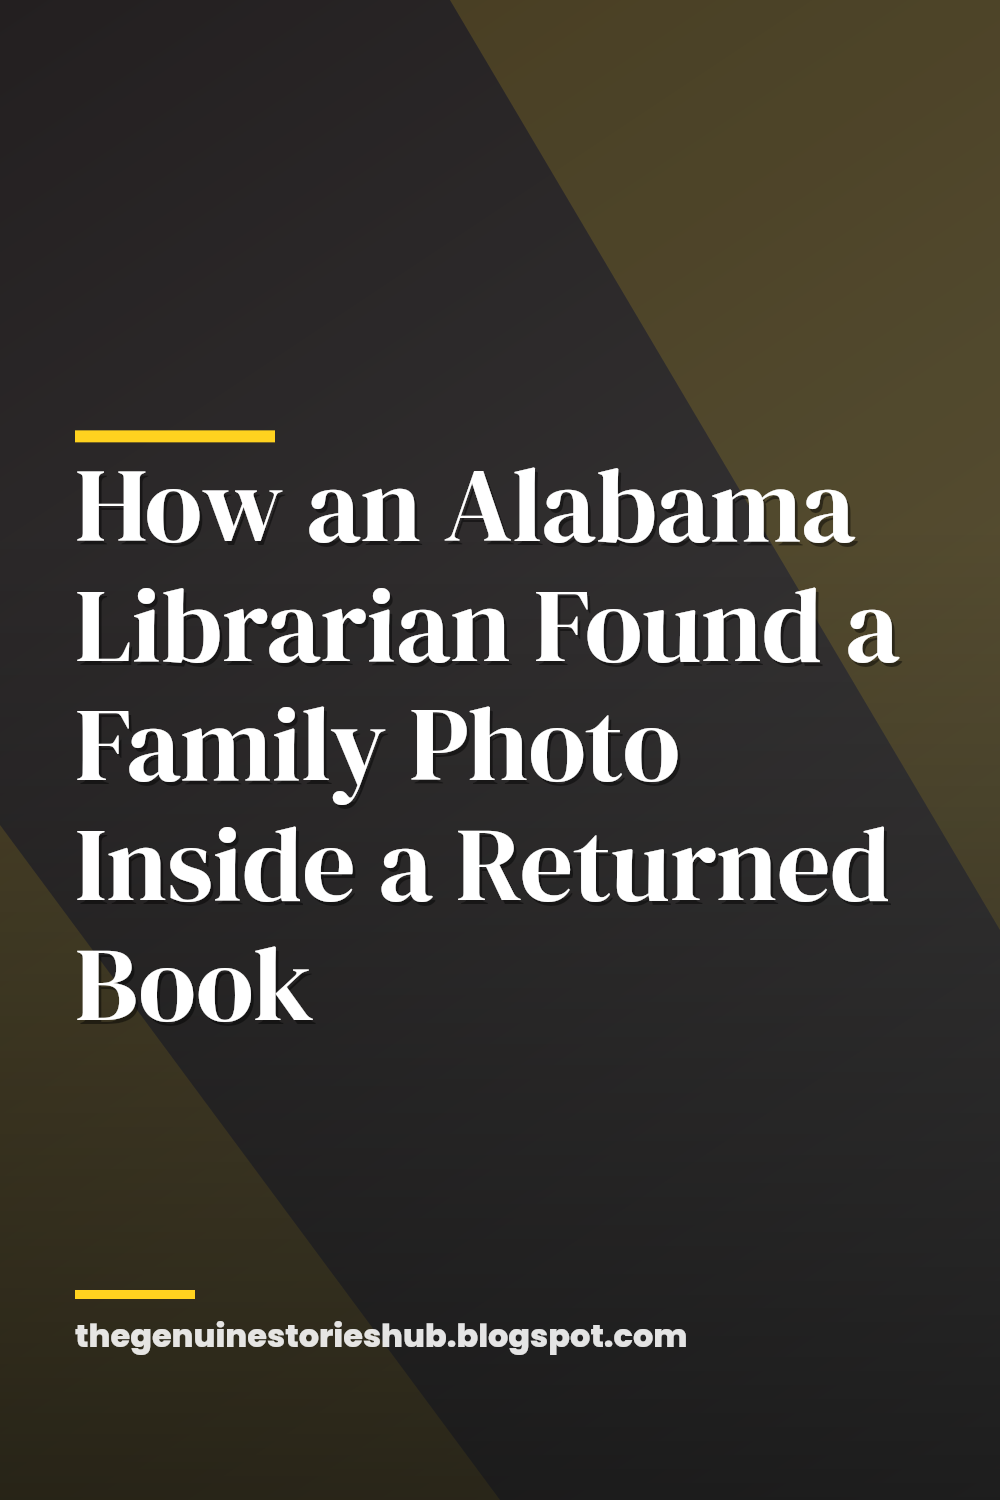 How an Alabama
Librarian Found a
Family Photo
Inside a Returned
Book
thegenuinestorieshub.blogspot.com